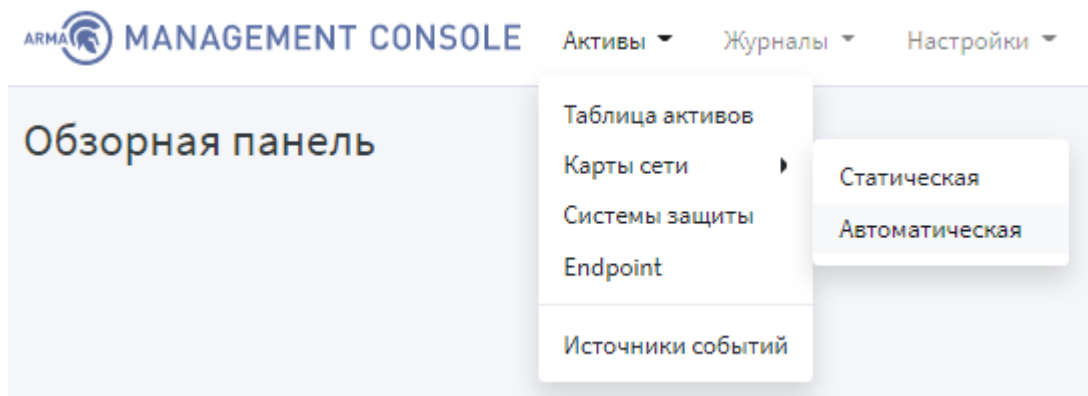 ARMA MANAGEMENT CONSOLE Активы Журналы Настройки
Обзорная панель
Таблица активов
Карты сети
Системы защиты
Endpoint
Источники событий
Статическая
Автоматическая